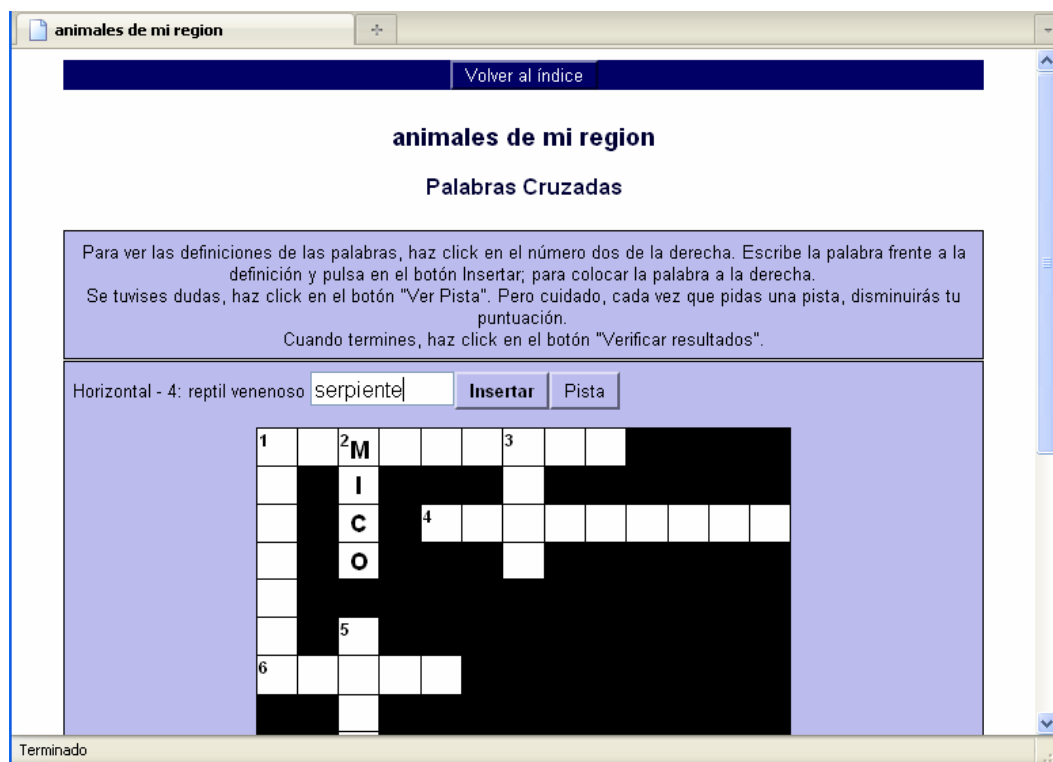 animales de mi region
Volver al índice
animales de mi region
Palabras Cruzadas
Para ver las definiciones de las palabras, haz click en el número dos de la derecha. Escribe la palabra frente a la
definición y pulsa en el botón Insertar; para colocar la palabra a la derecha.
Se tuvises dudas, haz click en el botón "Ver Pista". Pero cuidado, cada vez que pidas una pista, disminuirás tu
puntuación.
Cuando termines, haz click en el botón "Verificar resultados".
Horizontal - 4: reptil venenoso serpiente Insertar Pista
1 2 M 3
I
C 4
O
5
6
Terminado